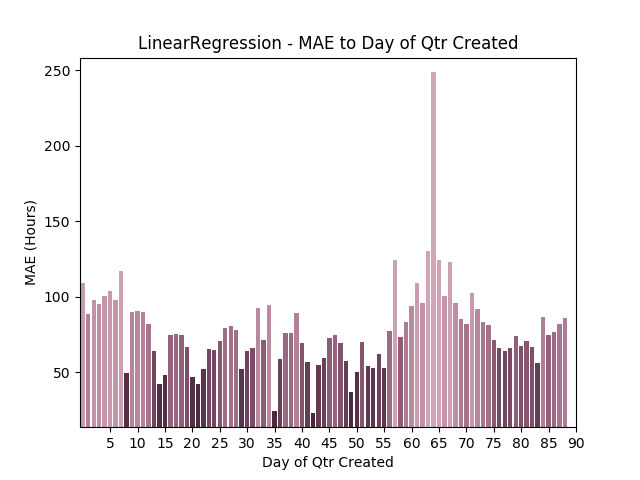 LinearRegression - MAE to Day of Qtr Created
250
200
150
100
50
MAE (Hours)
5 10 15 20 25 30 35 40 45 50 55 60 65 70 75 80 85 90
Day of Qtr Created